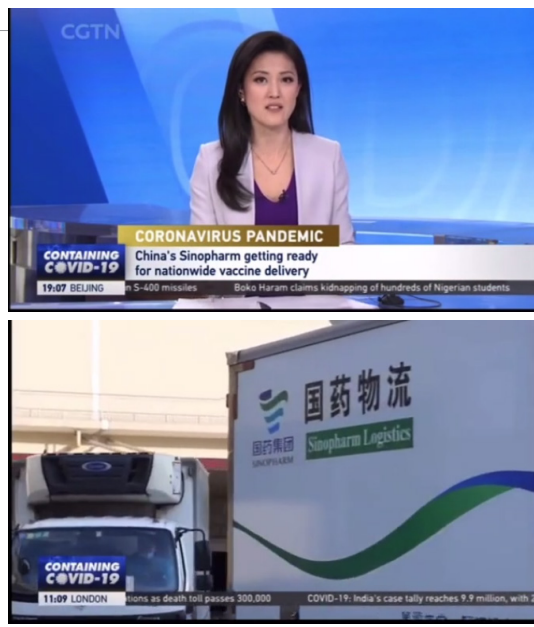 CGTN
CORONAVIRUS PANDEMIC
CONTAINING
COVID-19
China's Sinopharm getting ready
for nationwide vaccine delivery
19:07 BEIJING
n S-400 missiles Boko Haram claims kidnapping of hundreds of Nigerian students
国药集团
SINOPHARM
国药物流
Sinopharm Logistics
CONTAINING
COVID-19
11:09 LONDON
tions as death toll passes 300,000 COVID-19: India's case tally reaches 9.9 million, with